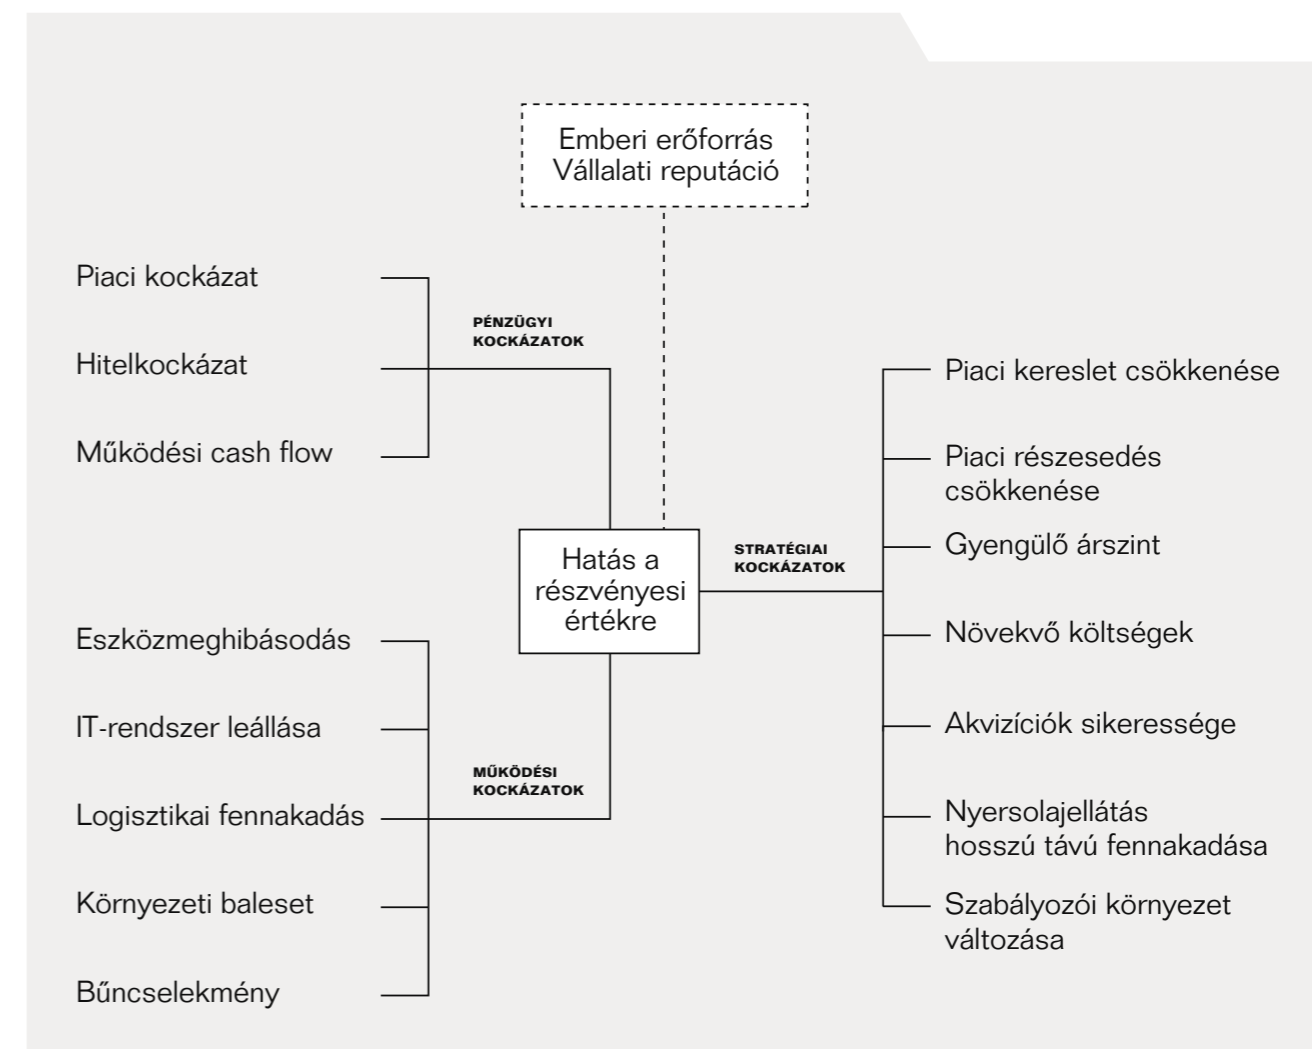 Emberi erőforrás
Vállalati reputáció
Piaci kockázat
Hitelkockázat
Működési cash flow
PÉNZÜGYI
KOCKÁZATOK
Hatás a
részvényesi
értékre
STRATÉGIAI
KOCKÁZATOK
Piaci kereslet csökkenése
Piaci részesedés
csökkenése
Gyengülő árszint
Növekvő költségek
Akvizíciók sikeressége
Nyersolajellátás
hosszú távú fennakadása
Szabályozói környezet
változása
Eszközmeghibásodás
IT-rendszer leállása
Logisztikai fennakadás
Környezeti baleset
Bűncselekmény
MŰKÖDÉSI
KOCKÁZATOK